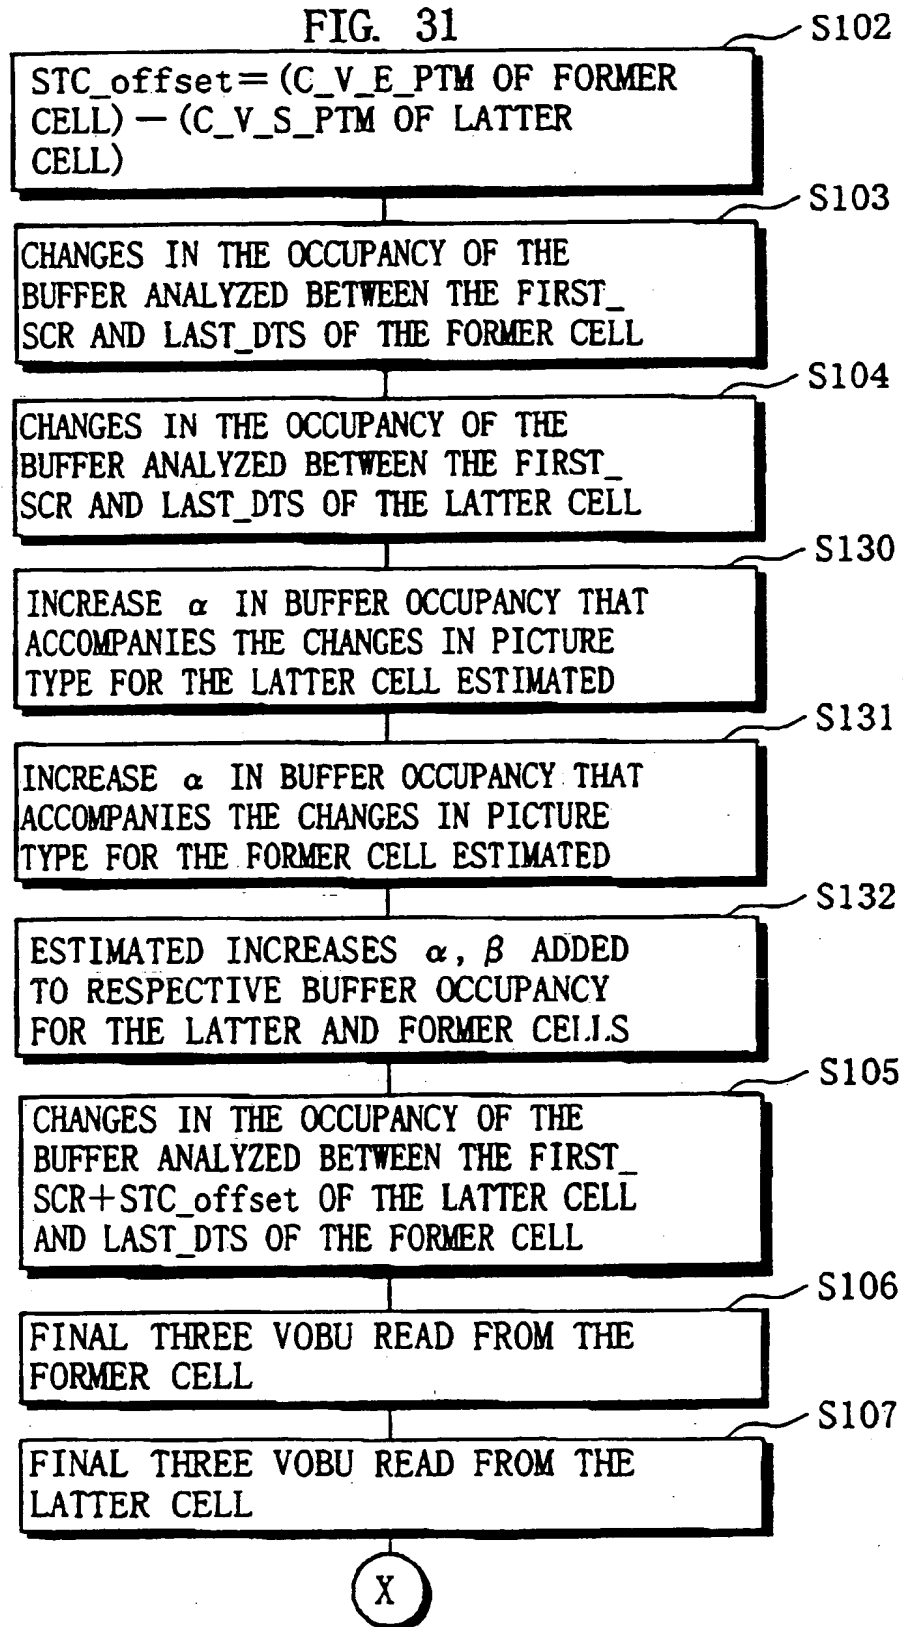 FIG. 31
S102
STC_offset=(C_V_E_PTM OF FORMER
CELL)−(C_V_S_PTM OF LATTER
CELL)
S103
CHANGES IN THE OCCUPANCY OF THE
BUFFER ANALYZED BETWEEN THE FIRST_
SCR AND LAST_DTS OF THE FORMER CELL
S104
CHANGES IN THE OCCUPANCY OF THE
BUFFER ANALYZED BETWEEN THE FIRST_
SCR AND LAST_DTS OF THE LATTER CELL
S130
INCREASE α IN BUFFER OCCUPANCY THAT
ACCOMPANIES THE CHANGES IN PICTURE
TYPE FOR THE LATTER CELL ESTIMATED
S131
INCREASE α IN BUFFER OCCUPANCY THAT
ACCOMPANIES THE CHANGES IN PICTURE
TYPE FOR THE FORMER CELL ESTIMATED
S132
ESTIMATED INCREASES α, β ADDED
TO RESPECTIVE BUFFER OCCUPANCY
FOR THE LATTER AND FORMER CELLS
S105
CHANGES IN THE OCCUPANCY OF THE
BUFFER ANALYZED BETWEEN THE FIRST_
SCR+STC_offset OF THE LATTER CELL
AND LAST_DTS OF THE FORMER CELL
S106
FINAL THREE VOBU READ FROM THE
FORMER CELL
S107
FINAL THREE VOBU READ FROM THE
LATTER CELL
X